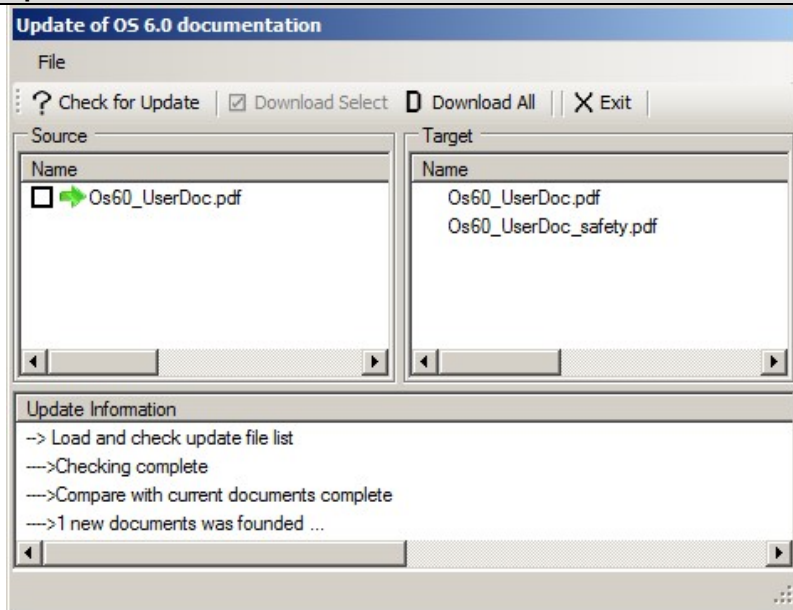 Update of OS 6.0 documentation
File
? Check for Update Download Select D Download All X Exit
Source
Target
Name
Os60_UserDoc.pdf
Name
Os60_UserDoc.pdf
Os60_UserDoc_safety.pdf
Update Information
--> Load and check update file list
---->Checking complete
---->Compare with current documents complete
---->1 new documents was founded ...